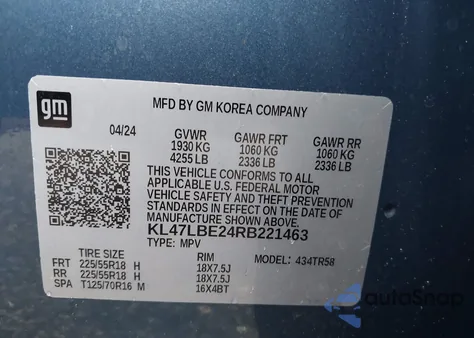 gm
MFD BY GM KOREA COMPANY
04/24 GVWR GAWR FRT GAWR RR
1930 KG 1060 KG 1060 KG
4255 LB 2336 LB 2336 LB
THIS VEHICLE CONFORMS TO ALL
APPLICABLE U.S. FEDERAL MOTOR
VEHICLE SAFETY AND THEFT PREVENTION
STANDARDS IN EFFECT ON THE DATE OF
MANUFACTURE SHOWN ABOVE.
KL47LBE24RB221463
TYPE: MPV
TIRE SIZE RIM MODEL: 434TR58
FRT 225/55R18 H 18X7.5J
RR 225/55R18 H 18X7.5J
SPA T125/70R16 M 16X4BT
AutoSnap